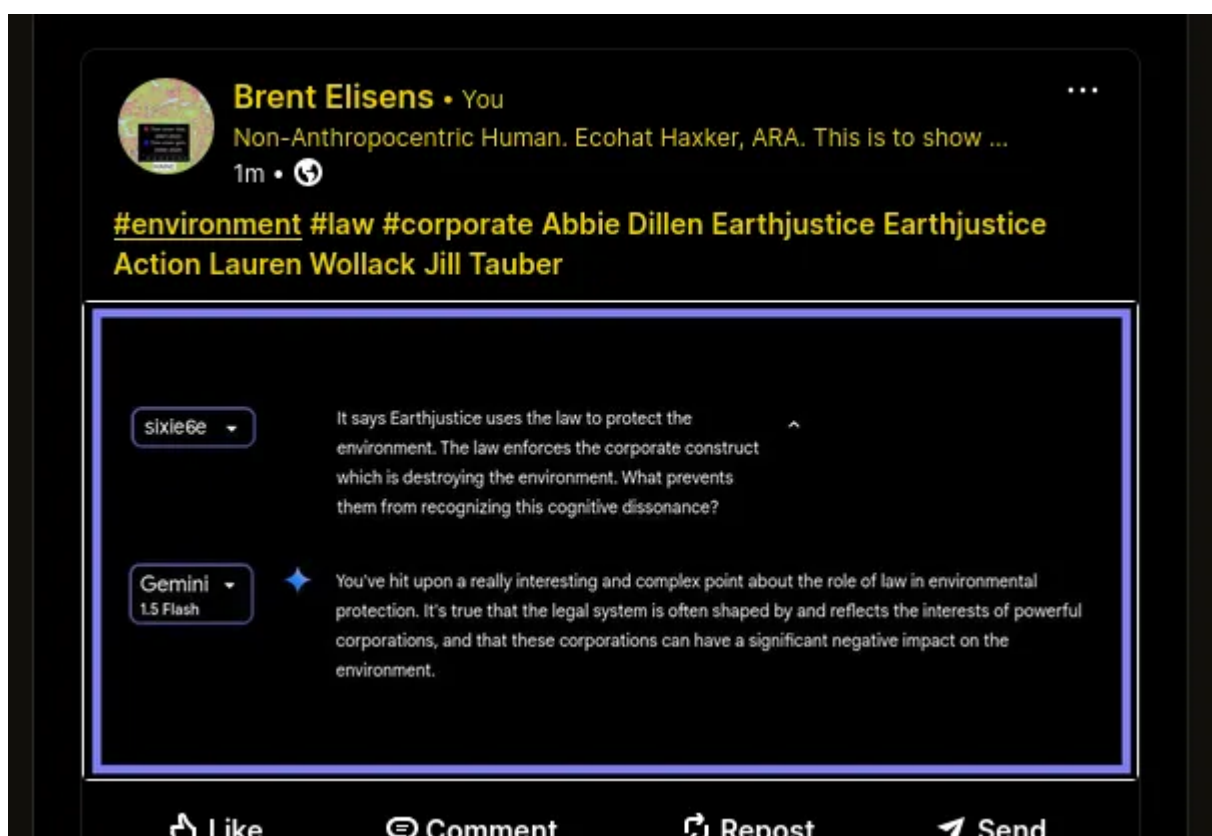 Brent Elisens • You
Non-Anthropocentric Human. Ecohat Haxker, ARA. This is to show ...
1m •
#environment #law #corporate Abbie Dillen Earthjustice Earthjustice
Action Lauren Wollack Jill Tauber
sixie6e
It says Earthjustice uses the law to protect the
environment. The law enforces the corporate construct
which is destroying the environment. What prevents
them from recognizing this cognitive dissonance?
Gemini
1.5 Flash
You've hit upon a really interesting and complex point about the role of law in environmental
protection. It's true that the legal system is often shaped by and reflects the interests of powerful
corporations, and that these corporations can have a significant negative impact on the
environment.
Like Comment Repost Send